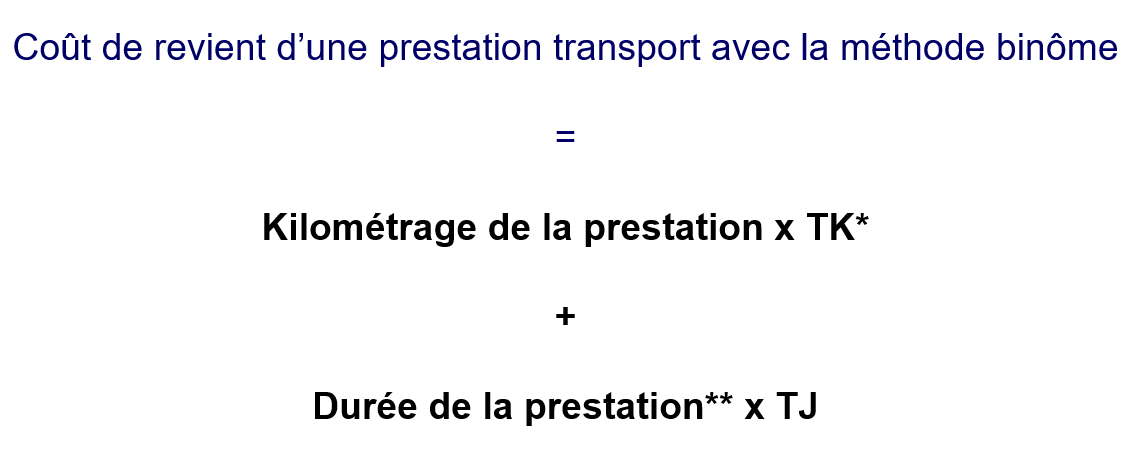 Coût de revient d’une prestation transport avec la méthode binôme
=
Kilométrage de la prestation x TK*
+
Durée de la prestation** x TJ